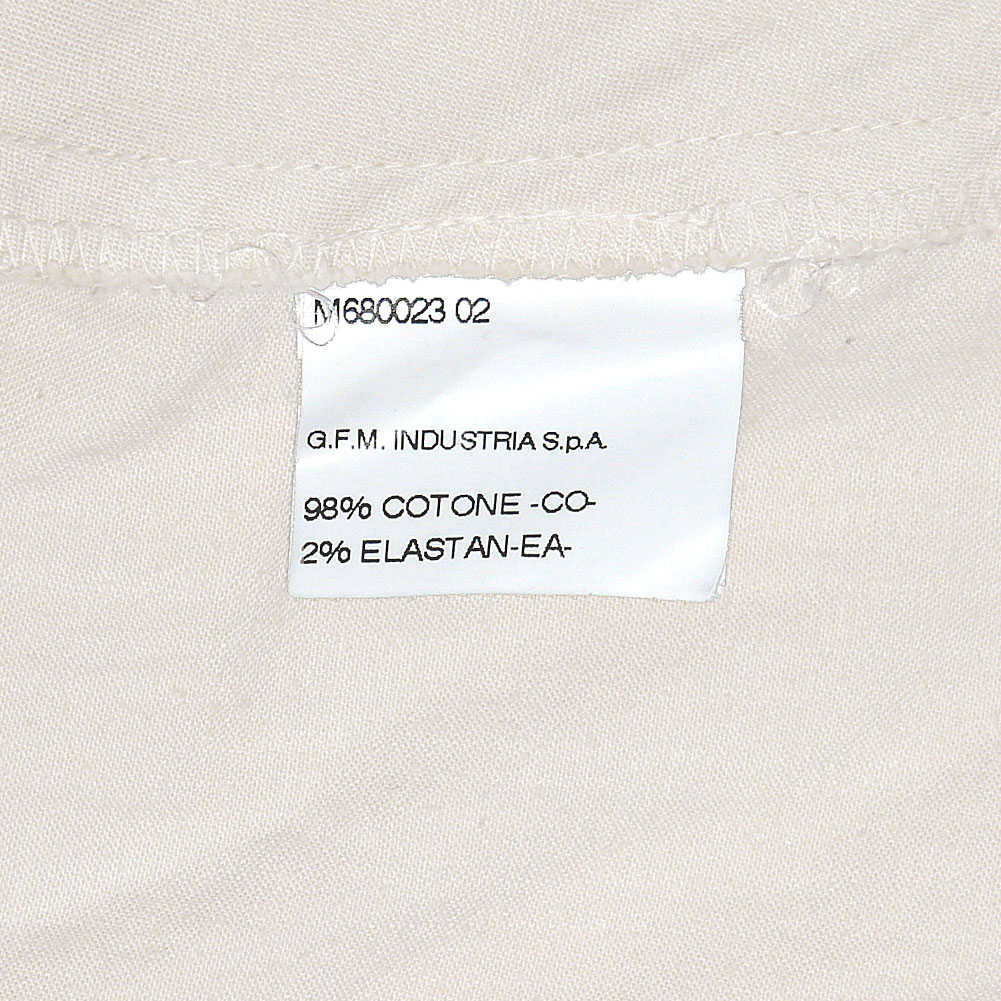 M680023 02
G.F.M. INDUSTRIA S.p.A.
98% COTONE -CO-
2% ELASTAN-EA-